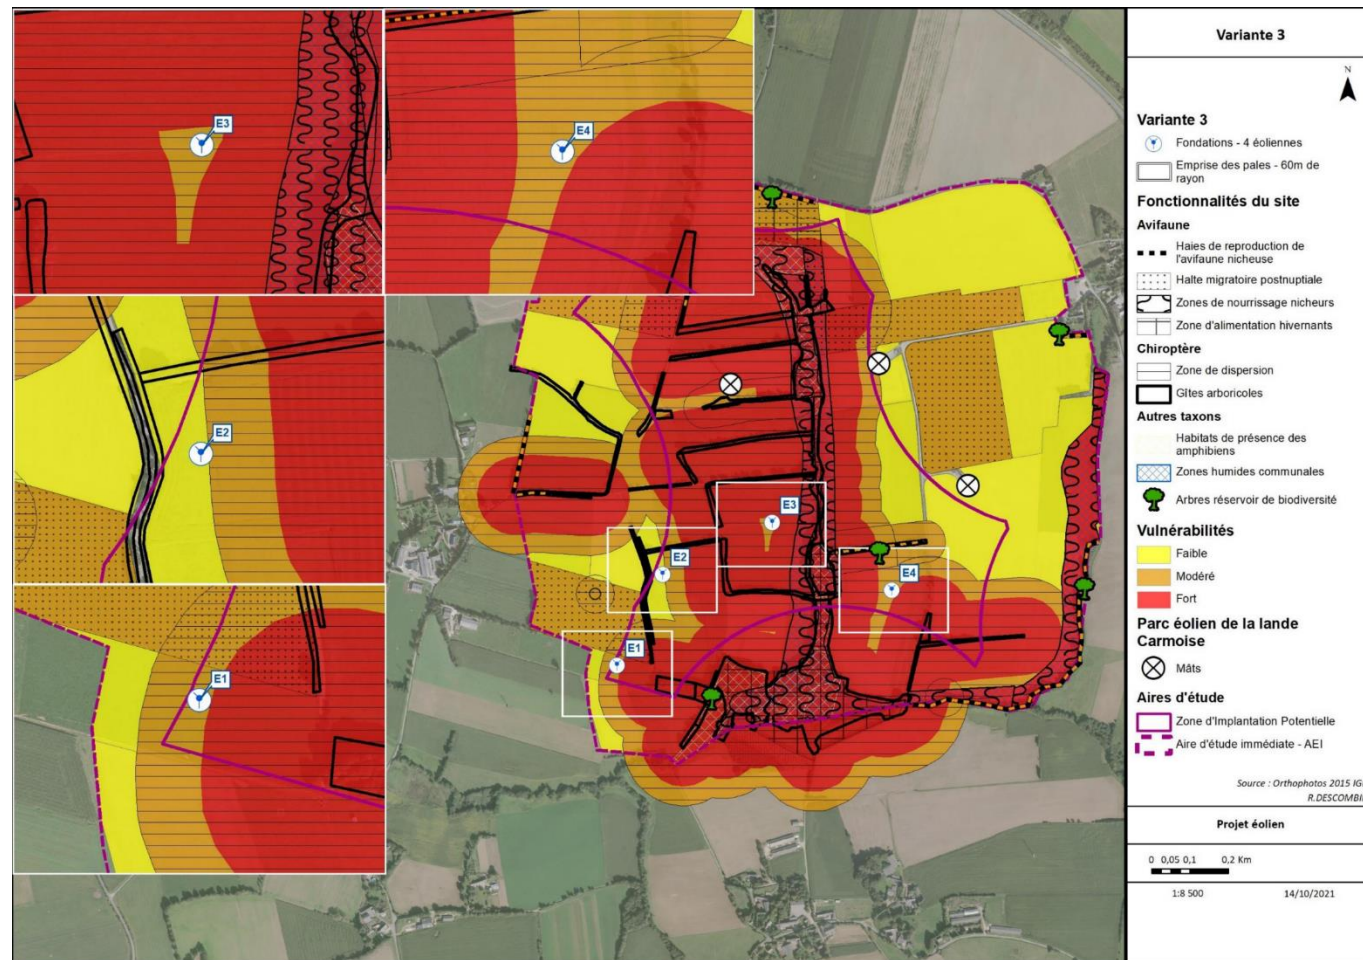 Variante 3
N
Variante 3
Fondations - 4 éoliennes
Emprise des pales - 60m de
rayon
Fonctionnalités du site
Avifaune
Haies de reproduction de
l'avifaune nicheuse
Halte migratoire postnuptiale
Zones de nourrissage nicheurs
Zone d'alimentation hivernants
Chiroptère
Zone de dispersion
Gîtes arboricoles
Autres taxons
Habitats de présence des
amphibiens
Zones humides communales
Arbres réservoir de biodiversité
Vulnérabilités
Faible
Modéré
Fort
Parc éolien de la lande
Carmoise
Mâts
Aires d'étude
Zone d'Implantation Potentielle
Aire d'étude immédiate - AEI
Source : Orthophotos 2015 IG
R.DESCOMBI
Projet éolien
0 0,05 0,1 0,2 Km
1:8 500 14/10/2021
E3
E4
E2
E1
E3
E2
E4
E1